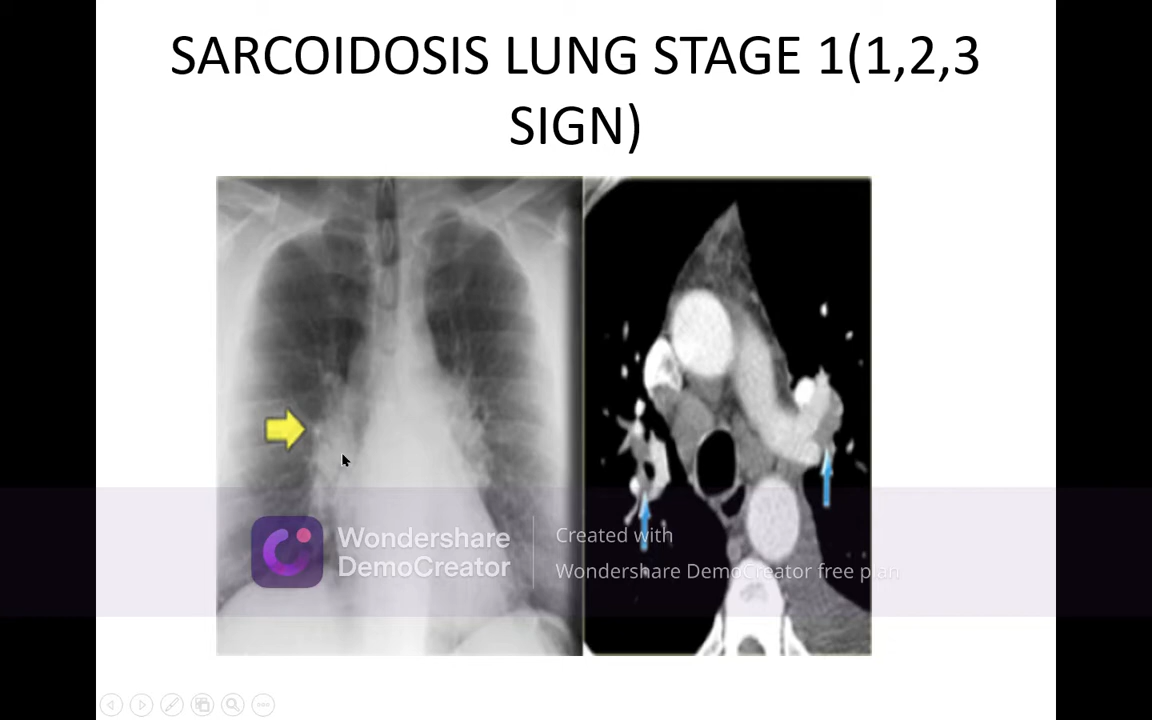 SARCOIDOSIS LUNG STAGE 1(1,2,3
SIGN)
Wondershare
DemoCreator
Created with
Wondershare DemoCreator free plan